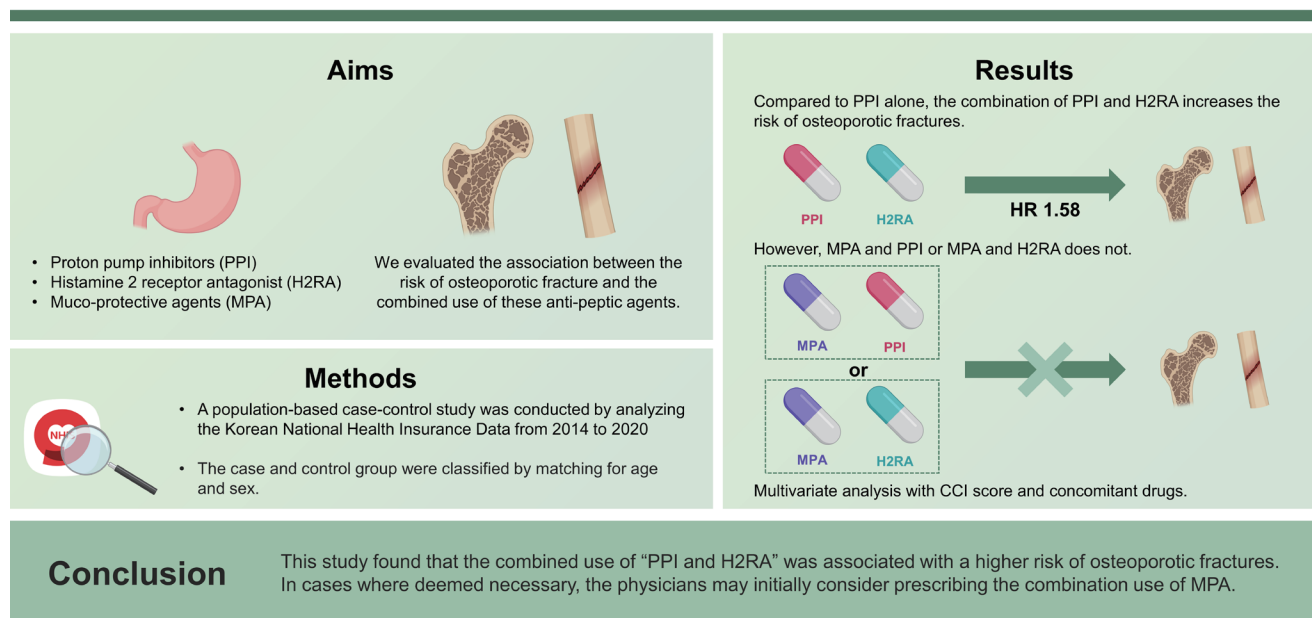 Aims
• Proton pump inhibitors (PPI)
• Histamine 2 receptor antagonist (H2RA)
• Muco-protective agents (MPA)
We evaluated the association between the
risk of osteoporotic fracture and the
combined use of these anti-peptic agents.
Methods
NH
• A population-based case-control study was conducted by analyzing
the Korean National Health Insurance Data from 2014 to 2020
• The case and control group were classified by matching for age
and sex.
Results
Compared to PPI alone, the combination of PPI and H2RA increases the
risk of osteoporotic fractures.
PPI H2RA
HR 1.58
However, MPA and PPI or MPA and H2RA does not.
MPA PPI
or
MPA H2RA
Multivariate analysis with CCI score and concomitant drugs.
Conclusion
This study found that the combined use of “PPI and H2RA” was associated with a higher risk of osteoporotic fractures.
In cases where deemed necessary, the physicians may initially consider prescribing the combination use of MPA.